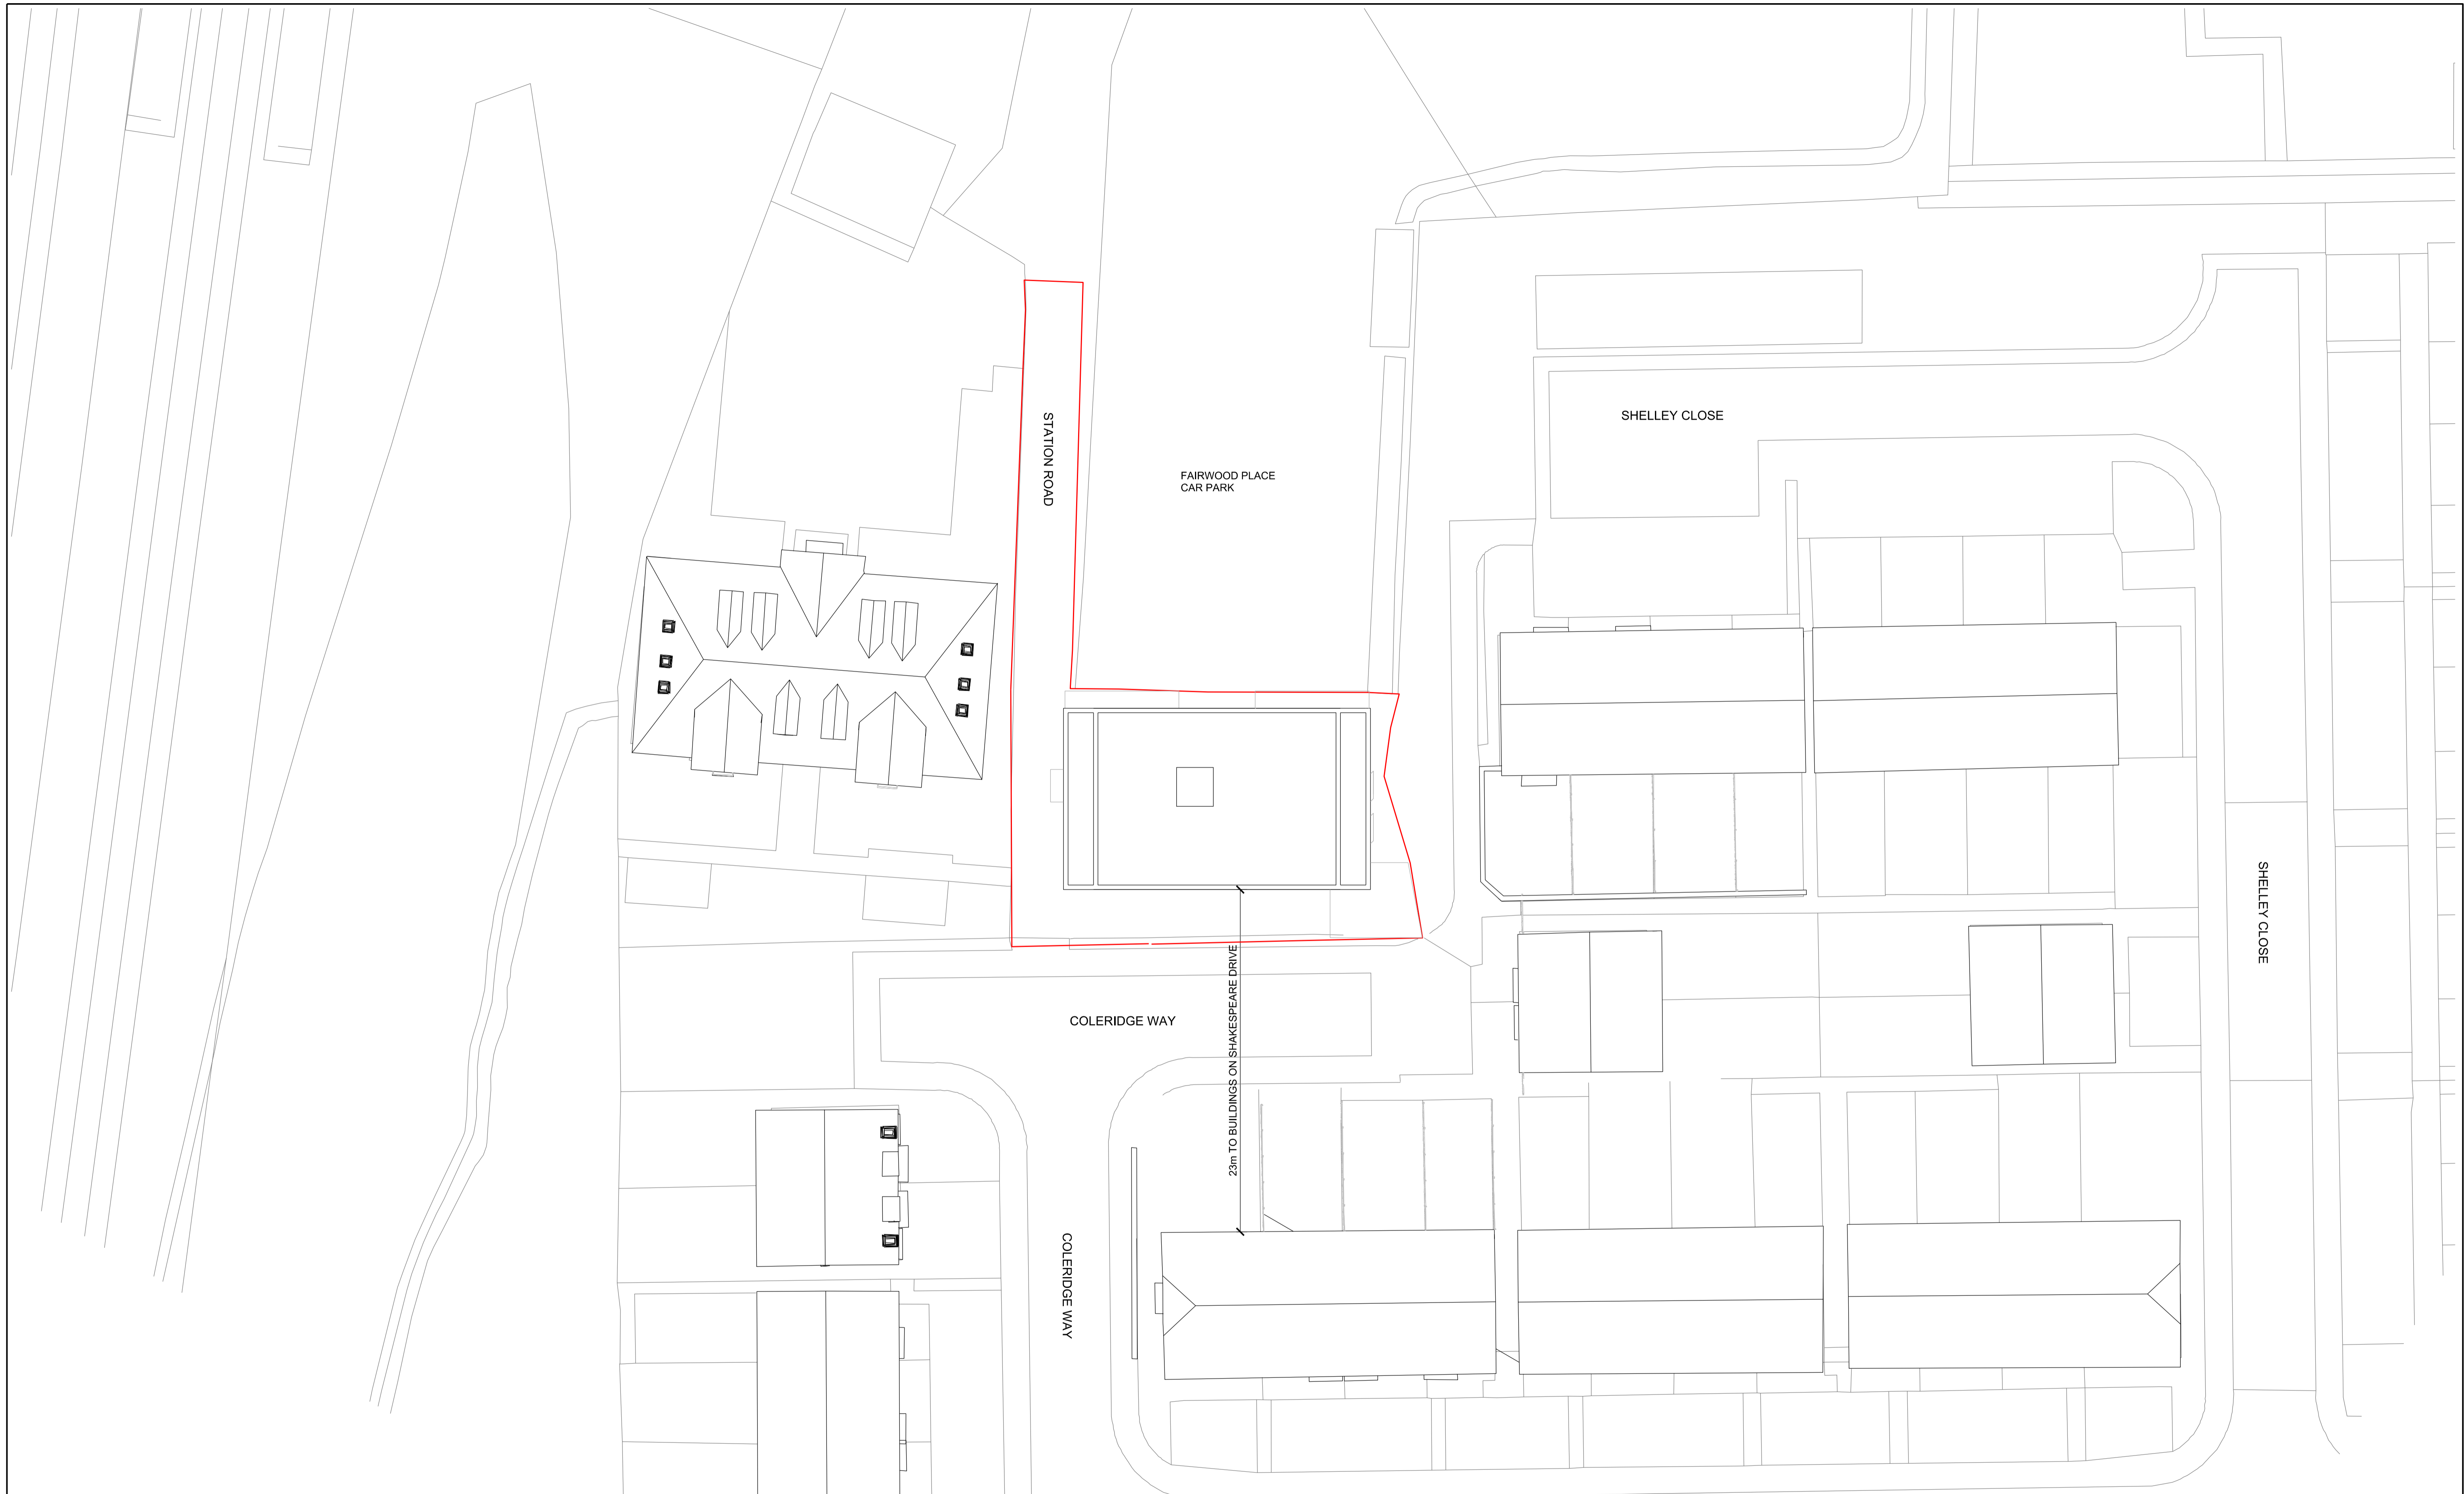 SHELLEY CLOSE
STATION ROAD
FAIRWOOD PLACE
CAR PARK
SHELLEY CLOSE
COLERIDGE WAY
23m TO BUILDINGS ON SHAKESPEARE DRIVE
COLERIDGE WAY